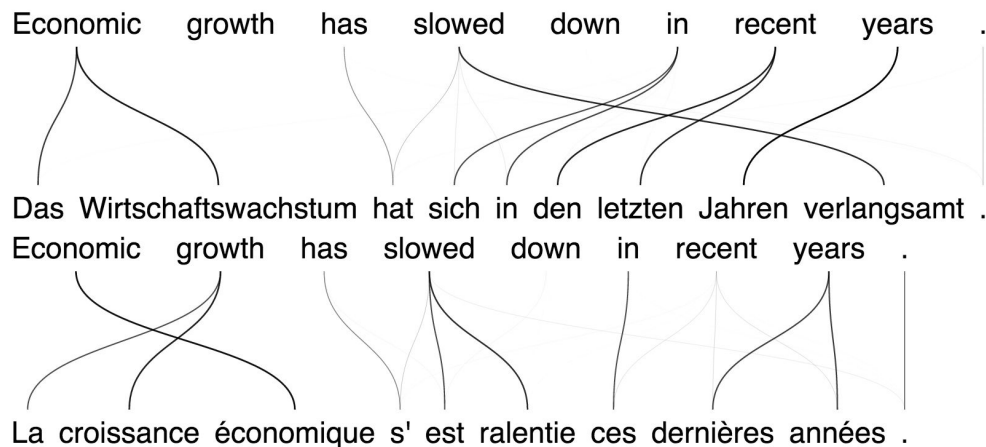 Economic growth has slowed down in recent years .
Das Wirtschaftswachstum hat sich in den letzten Jahren verlangsamt .
Economic growth has slowed down in recent years .
La croissance économique s' est ralentie ces dernières années .